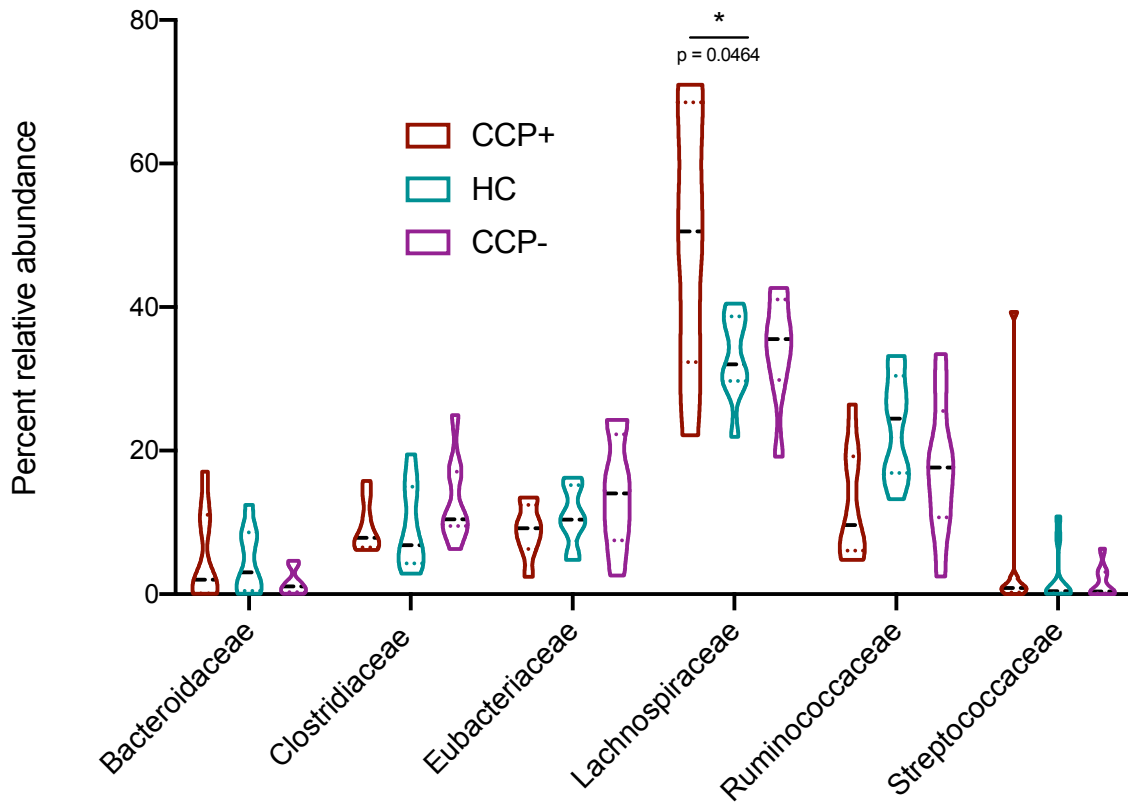 Percent relative abundance
80
60
40
20
0
*
p = 0.0464
CCP+
HC
CCP-
Bacteroidaceae
Clostridiaceae
Eubacteriaceae
Lachnospiraceae
Ruminococcaceae
Streptococcaceae